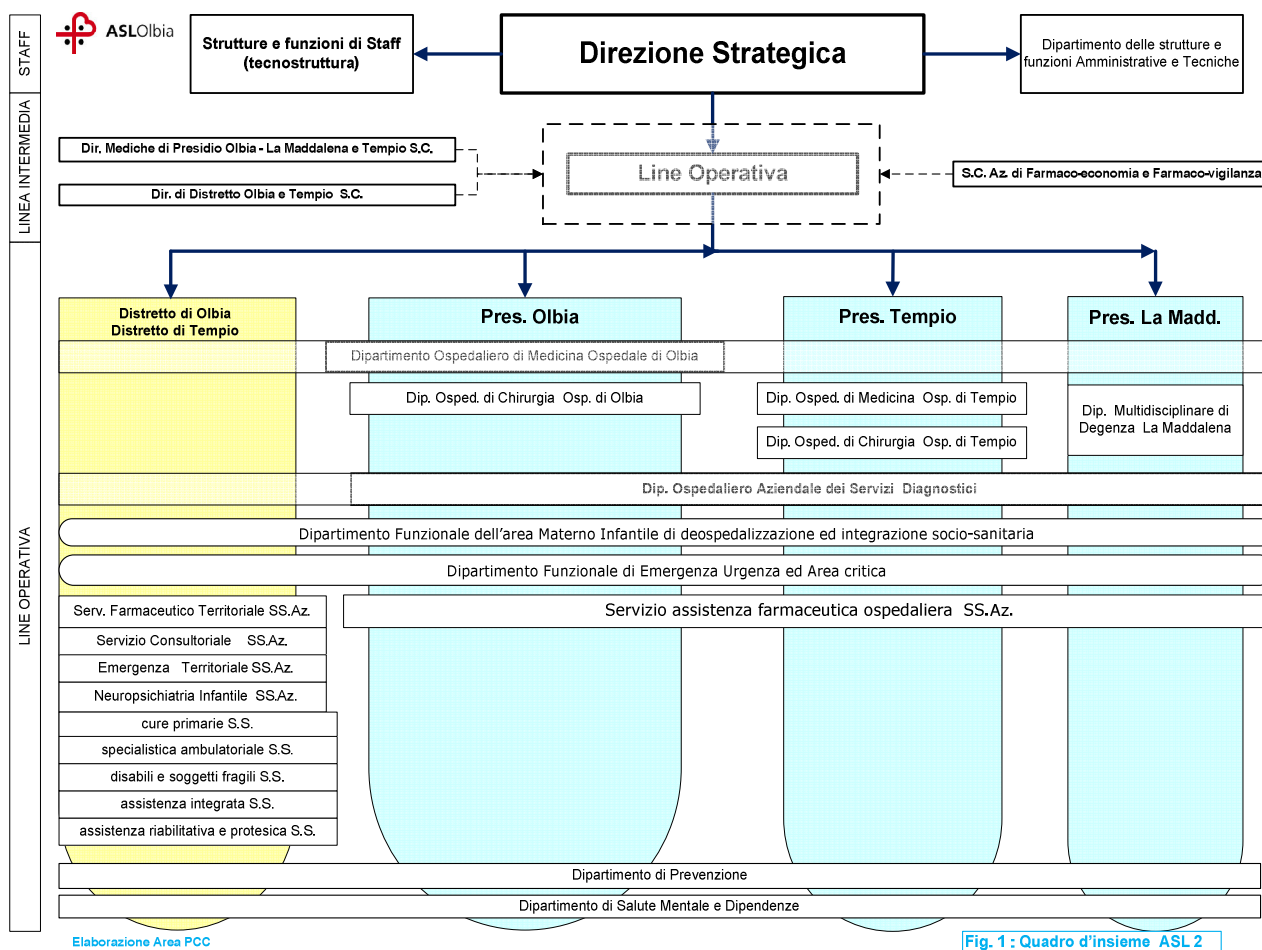 STAFF
ASLOlbia
Strutture e funzioni di Staff
(tecnostruttura)
Direzione Strategica
Dipartimento delle strutture e
funzioni Amministrative e Tecniche
LINEA INTERMEDIA
Dir. Mediche di Presidio Olbia - La Maddalena e Tempio S.C.
Dir. di Distretto Olbia e Tempio S.C.
Line Operativa
S.C. Az. di Farmaco-economia e Farmaco-vigilanza
LINE OPERATIVA
Distretto di Olbia
Distretto di Tempio
Pres. Olbia
Pres. Tempio
Pres. La Madd.
Dipartimento Ospedaliero di Medicina Ospedale di Olbia
Dip. Osped. di Chirurgia Osp. di Olbia
Dip. Osped. di Medicina Osp. di Tempio
Dip. Osped. di Chirurgia Osp. di Tempio
Dip. Multidisciplinare di
Degenza La Maddalena
Dip. Ospedaliero Aziendale dei Servizi Diagnostici
Dipartimento Funzionale dell'area Materno Infantile di deospedalizzazione ed integrazione socio-sanitaria
Dipartimento Funzionale di Emergenza Urgenza ed Area critica
Serv. Farmaceutico Territoriale SS.Az.
Servizio assistenza farmaceutica ospedaliera SS.Az.
Servizio Consultoriale SS.Az.
Emergenza Territoriale SS.Az.
Neuropsichiatria Infantile SS.Az.
cure primarie S.S.
specialistica ambulatoriale S.S.
disabili e soggetti fragili S.S.
assistenza integrata S.S.
assistenza riabilitativa e protesica S.S.
Dipartimento di Prevenzione
Dipartimento di Salute Mentale e Dipendenze
Elaborazione Area PCC
Fig. 1 : Quadro d'insieme ASL 2